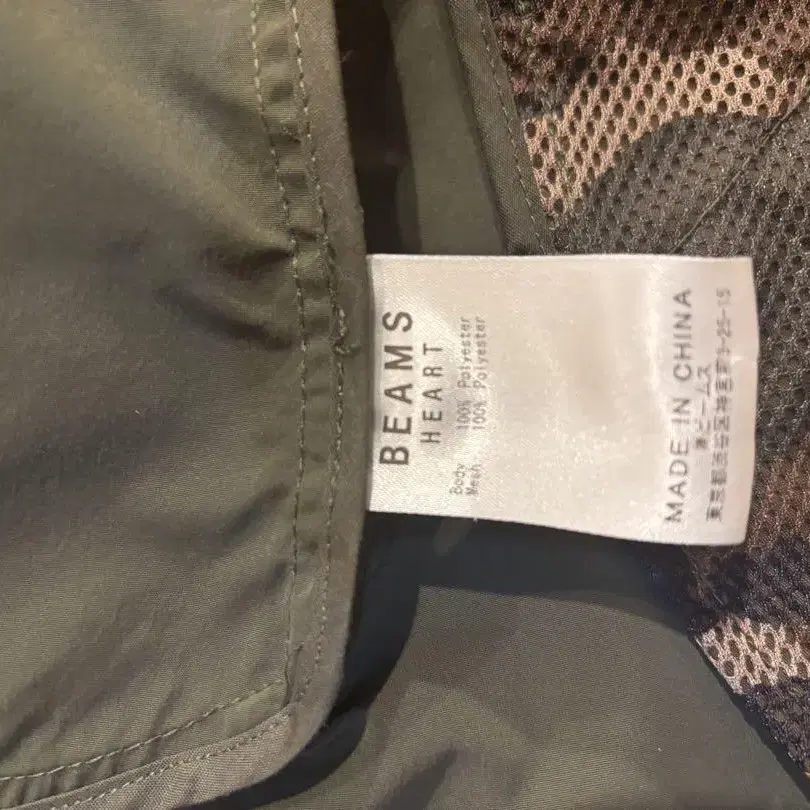 BEAMS
HEART
Body 100% Polyester
Mesh 100% Polyester
MADE IN CHINA
㈱ビームス
東京都渋谷区神宮前3-25-15